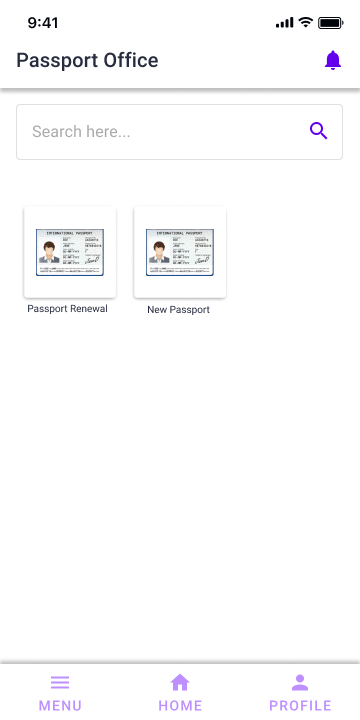 9:41
Passport Office
Search here...
INTERNATIONAL PASSPORT
INTERNATIONAL PASSPORT
Passport Renewal
New Passport
MENU
HOME
PROFILE